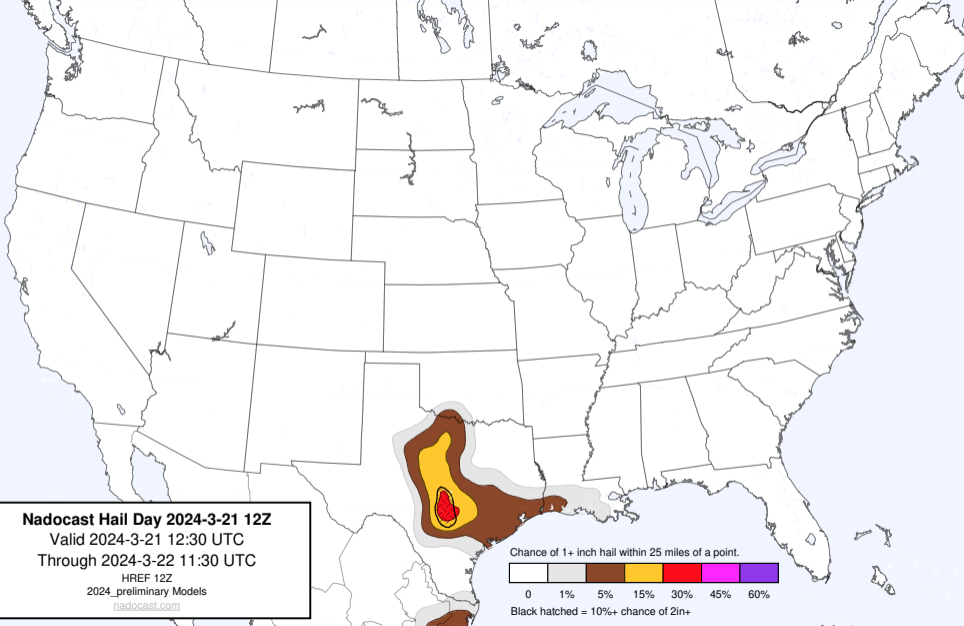 Nadocast Hail Day 2024-3-21 12Z
Valid 2024-3-21 12:30 UTC
Through 2024-3-22 11:30 UTC
HREF 12Z
2024_preliminary Models
nadocast.com
Chance of 1+ inch hail within 25 miles of a point.
0 1% 5% 15% 30% 45% 60%
Black hatched = 10%+ chance of 2in+